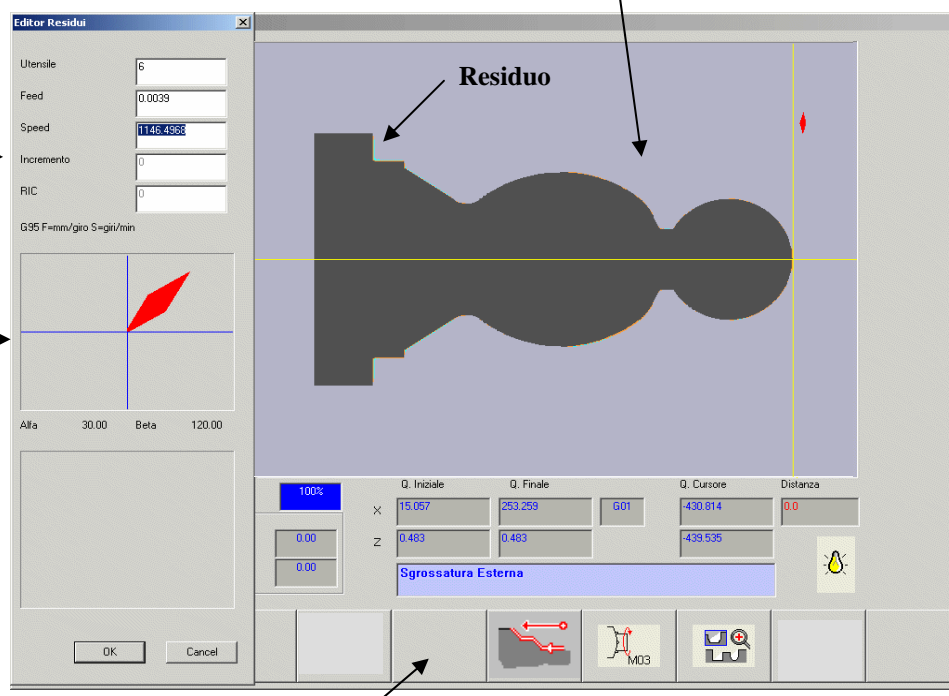 Editor Residui
Utensile 6
Feed 0.0039
Speed 1146.4968
Incremento 0
RIC 0
G95 F=mm/giro S=giri/min
Alfa 30.00 Beta 120.00
OK Cancel
Residuo
100%
0.00
0.00
Q. Iniziale Q. Finale Q. Cursore Distanza
X 15.057 253.259 G01 -430.814 0.0
Z 0.483 0.483 -439.535
Sgrossatura Esterna
M03